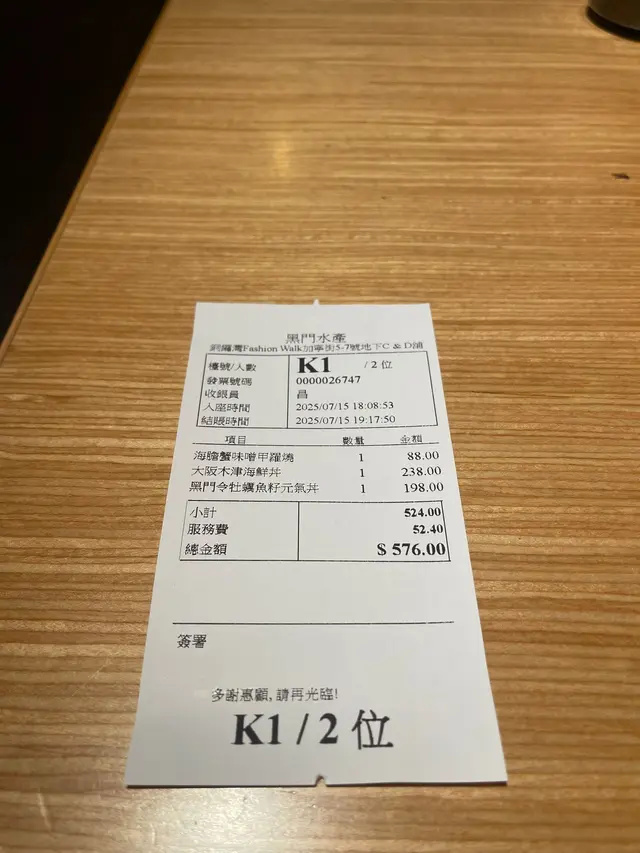 黑門水產
銅鑼灣Fashion Walk加寧街5-7號地下C & D舖
檯號/人數 K1 / 2 位
發票號碼 0000026747
收銀員 昌
入座時間 2025/07/15 18:08:53
結賬時間 2025/07/15 19:17:50
項目 數量 金額
海膽蟹味噌甲羅燒 1 88.00
大阪木津海鮮丼 1 238.00
黑門令牡蠣魚籽元氣丼 1 198.00
小計 524.00
服務費 52.40
總金額 $ 576.00
簽署
多謝惠顧, 請再光臨!
K1 / 2 位